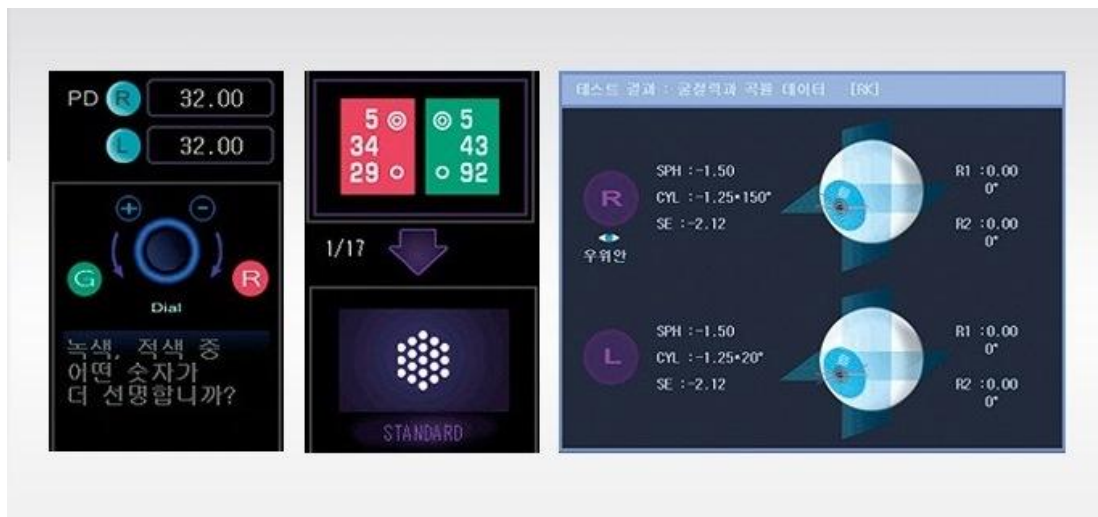 PD R 32.00
L 32.00
G
R
Dial
녹색, 적색 중
어떤 숫자가
더 선명합니까?
5 5
34 43
29 92
1/17
STANDARD
테스트 결과 : 굴절력과 곡률 데이터 [RK]
R
우위안
SPH :-1.50
CYL :-1.25*150°
SE :-2.12
R1 :0.00
0°
R2 :0.00
0°
L
SPH :-1.50
CYL :-1.25*20°
SE :-2.12
R1 :0.00
0°
R2 :0.00
0°